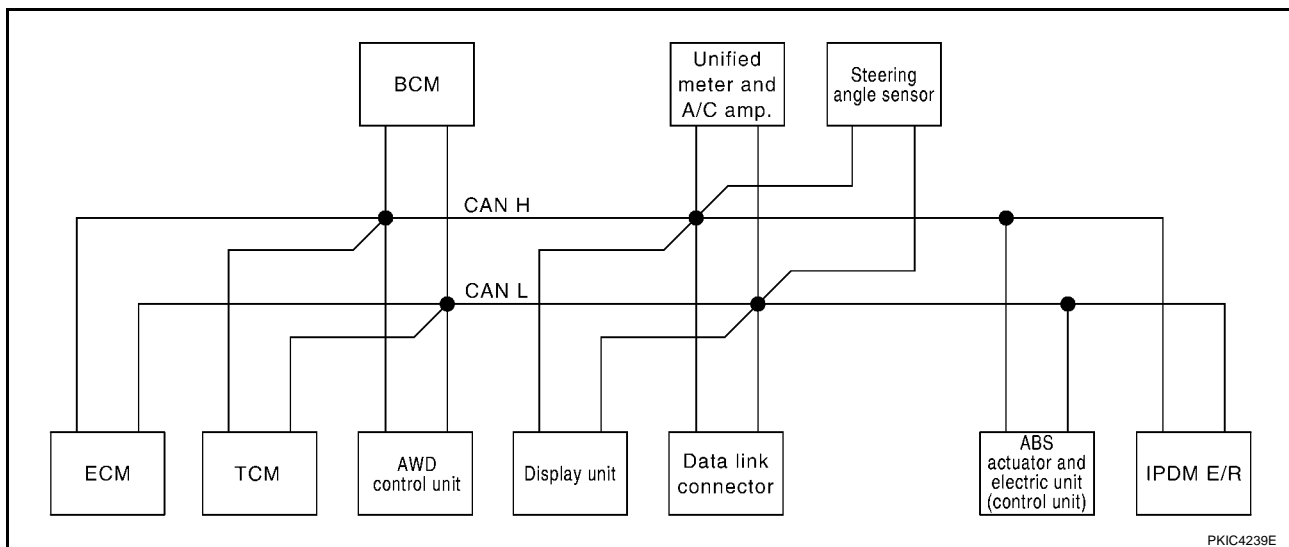 BCM
Unified
meter and
A/C amp.
Steering
angle sensor
CAN H
CAN L
ECM
TCM
AWD
control unit
Display unit
Data link
connector
ABS
actuator and
electric unit
(control unit)
IPDM E/R
PKIC4239E